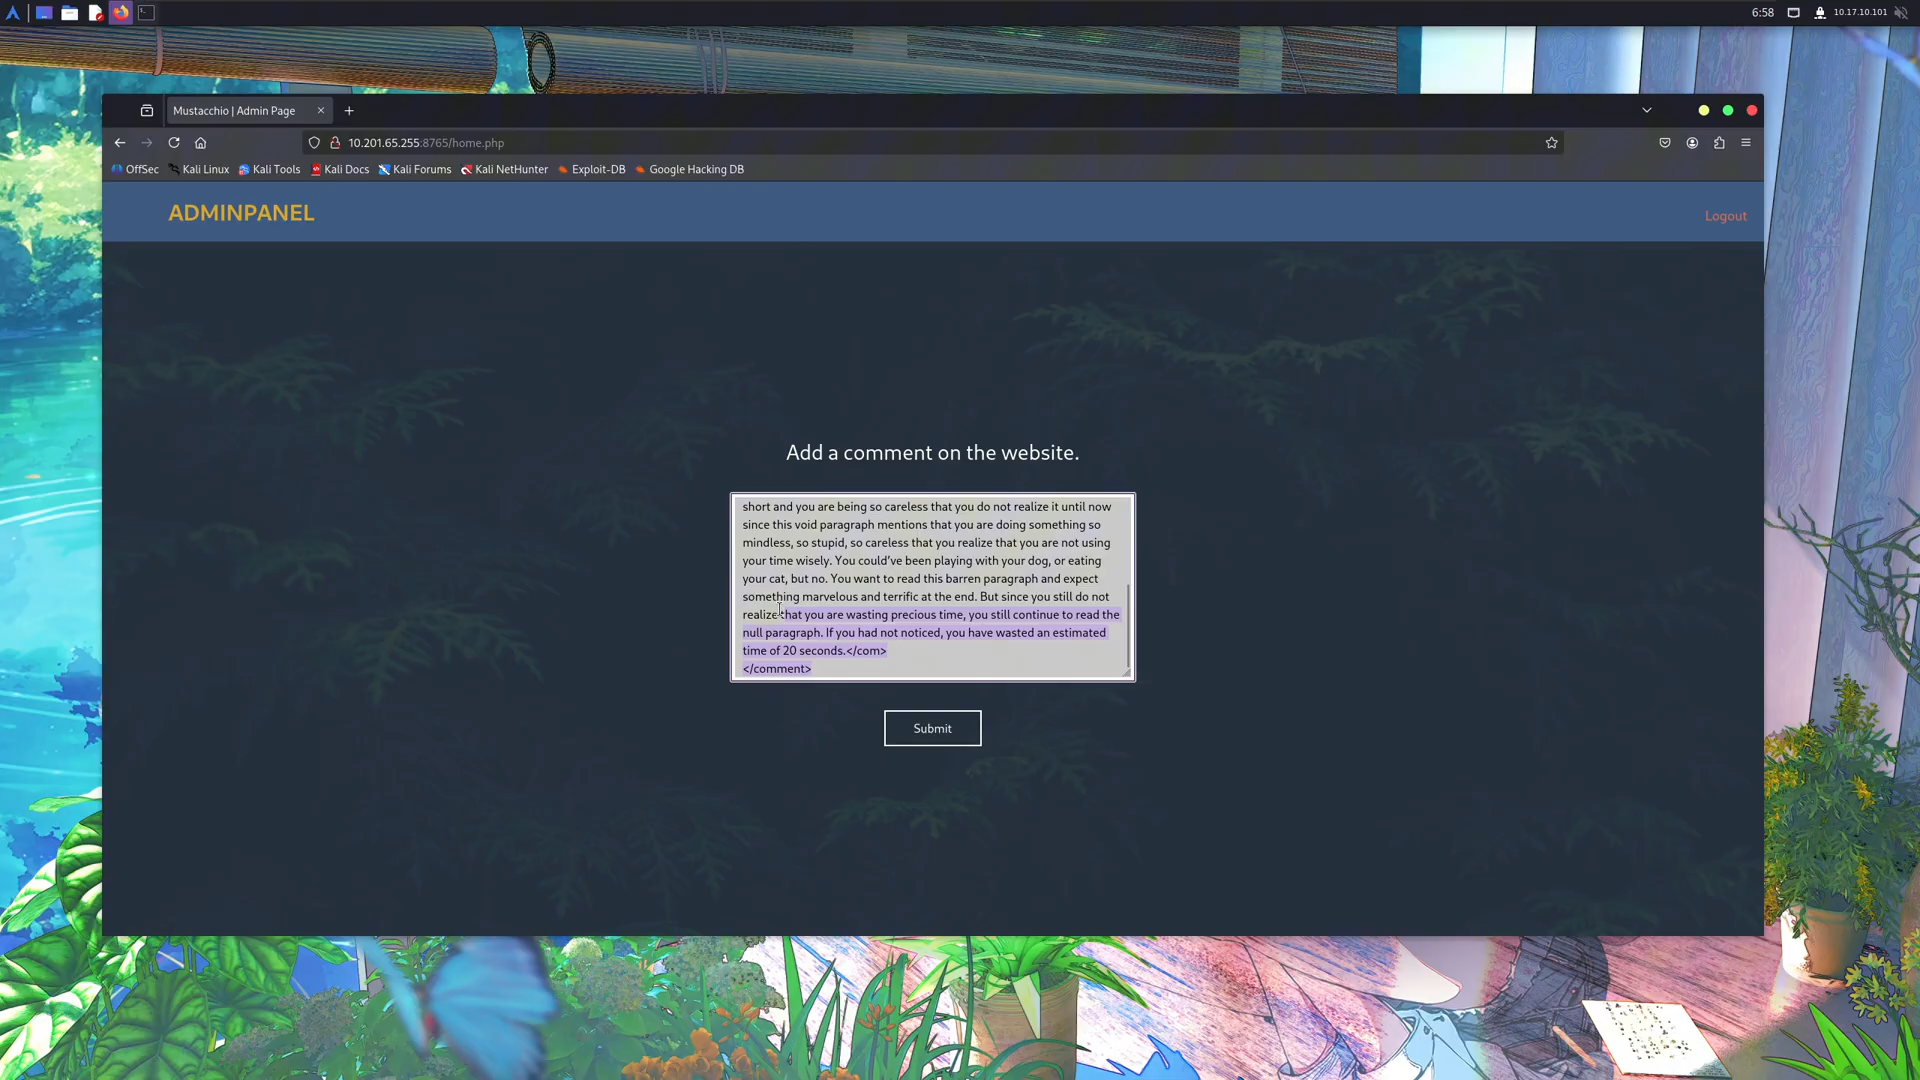 6:58
10.17.10.101
Mustacchio | Admin Page
10.201.65.255:8765/home.php
OffSec
Kali Linux
Kali Tools
Kali Docs
Kali Forums
Kali NetHunter
Exploit-DB
Google Hacking DB
ADMINPANEL
Logout
Add a comment on the website.
short and you are being so careless that you do not realize it until now
since this void paragraph mentions that you are doing something so
mindless, so stupid, so careless that you realize that you are not using
your time wisely. You could've been playing with your dog, or eating
your cat, but no. You want to read this barren paragraph and expect
something marvelous and terrific at the end. But since you still do not
realize that you are wasting precious time, you still continue to read the
null paragraph. If you had not noticed, you have wasted an estimated
time of 20 seconds.</com>
</comment>
Submit